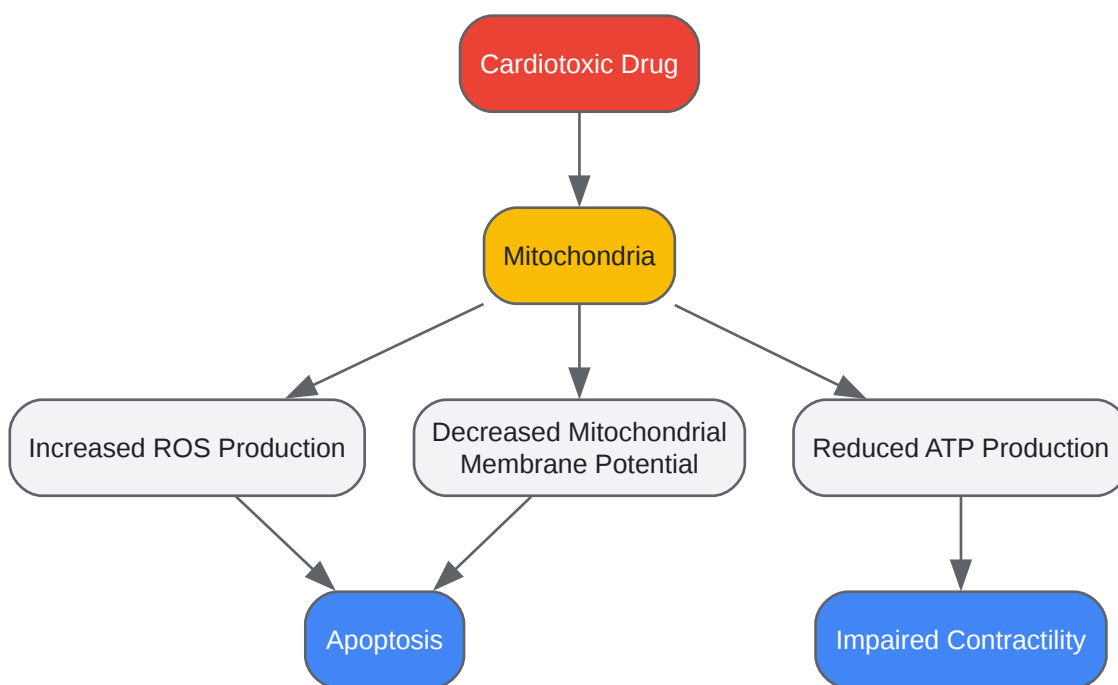 Cardiotoxic Drug
Mitochondria
Increased ROS Production
Decreased Mitochondrial
Membrane Potential
Reduced ATP Production
Apoptosis
Impaired Contractility